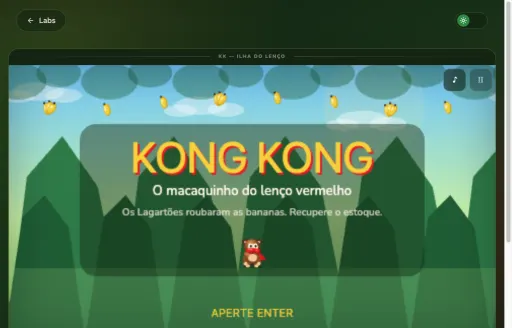 ← Labs
XX — ILHA DO LENÇO
KONG KONG
O macaquinho do lenço vermelho
Os Lagartões roubaram as bananas. Recupere o estoque.
APERTE ENTER